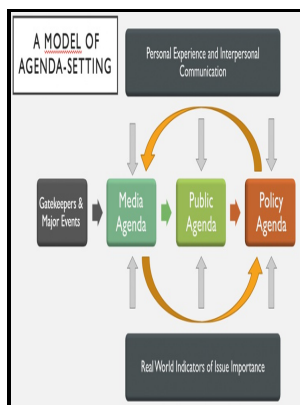 A MODEL OF
AGENDA-SETTING
Personal Experience and Interpersonal
Communication
Gatekeepers &
Major Events
Media
Agenda
Public
Agenda
Policy
Agenda
Real World Indicators of Issue Importance